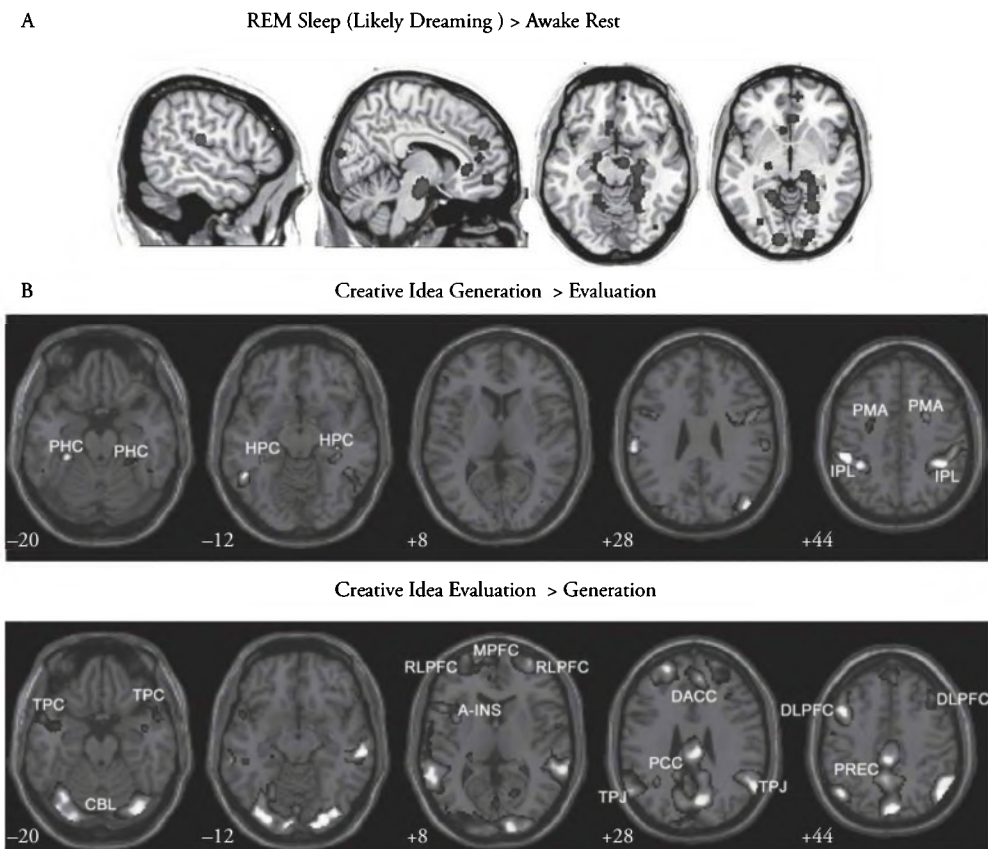 A REM Sleep (Likely Dreaming ) > Awake Rest
B Creative Idea Generation > Evaluation
PHC PHC HPC HPC PMA PMA IPL IPL
–20 –12 +8 +28 +44
Creative Idea Evaluation > Generation
TPC TPC CBL
RLPFC MPFC RLPFC A-INS
DACC PCC TPJ TPJ
DLPFC DLPFC PREC
–20 –12 +8 +28 +44